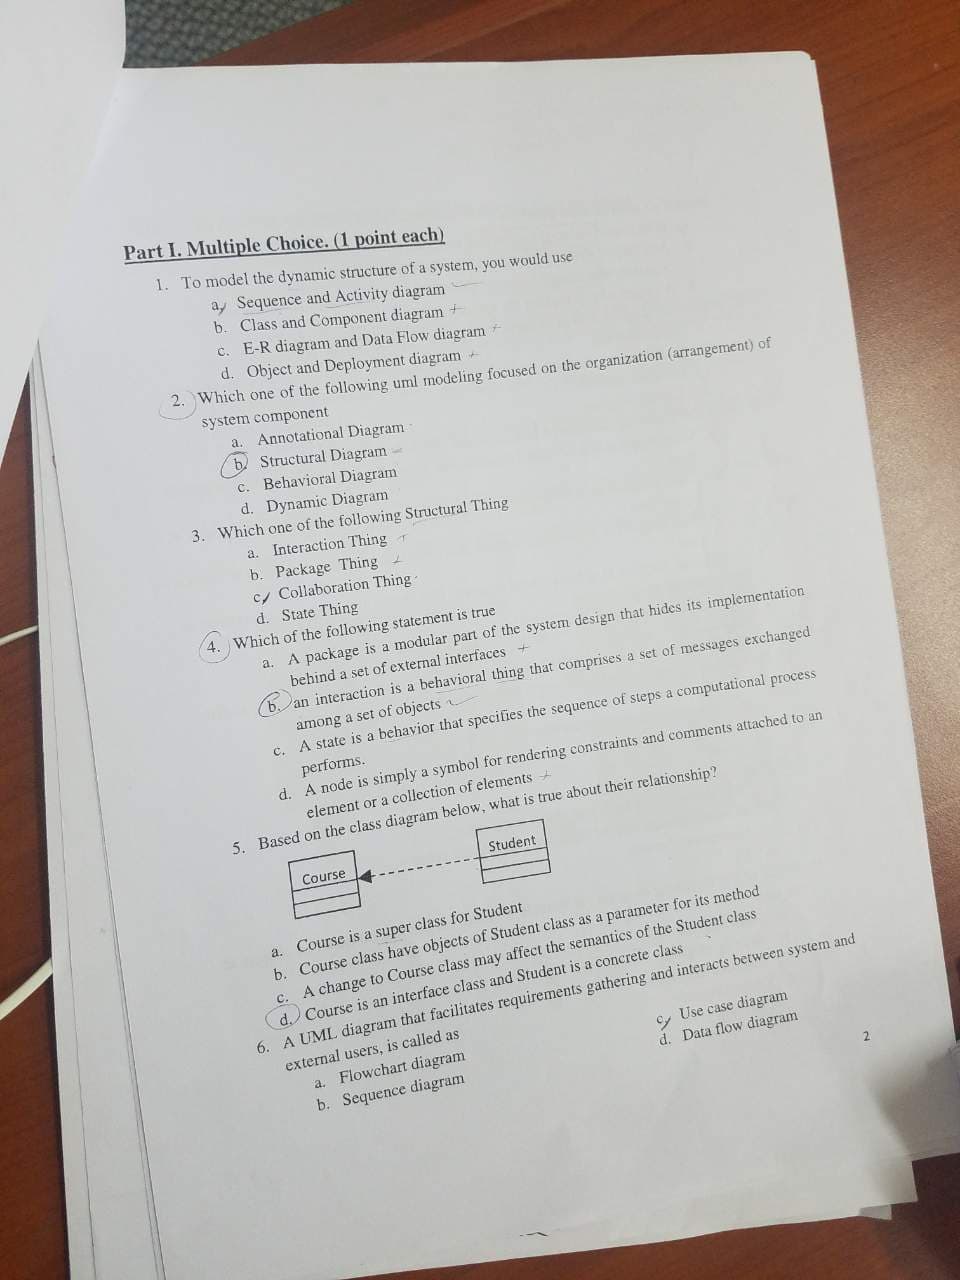 Part I. Multiple Choice. (1 point each)
1. To model the dynamic structure of a system, you would use
a. Sequence and Activity diagram
b. Class and Component diagram
c. E-R diagram and Data Flow diagram
d. Object and Deployment diagram
2. Which one of the following uml modeling focused on the organization (arrangement) of
system component
a. Annotational Diagram
b. Structural Diagram
c. Behavioral Diagram
d. Dynamic Diagram
3. Which one of the following Structural Thing
a. Interaction Thing
b. Package Thing
c. Collaboration Thing
d. State Thing
4. Which of the following statement is true
a. A package is a modular part of the system design that hides its implementation
behind a set of external interfaces
b. an interaction is a behavioral thing that comprises a set of messages exchanged
among a set of objects
c. A state is a behavior that specifies the sequence of steps a computational process
performs.
d. A node is simply a symbol for rendering constraints and comments attached to an
element or a collection of elements
5. Based on the class diagram below, what is true about their relationship?
Course
Student
a. Course is a super class for Student
b. Course class have objects of Student class as a parameter for its method
c. A change to Course class may affect the semantics of the Student class
d. Course is an interface class and Student is a concrete class
6. A UML diagram that facilitates requirements gathering and interacts between system and
external users, is called as
a. Flowchart diagram
b. Sequence diagram
c. Use case diagram
d. Data flow diagram
2